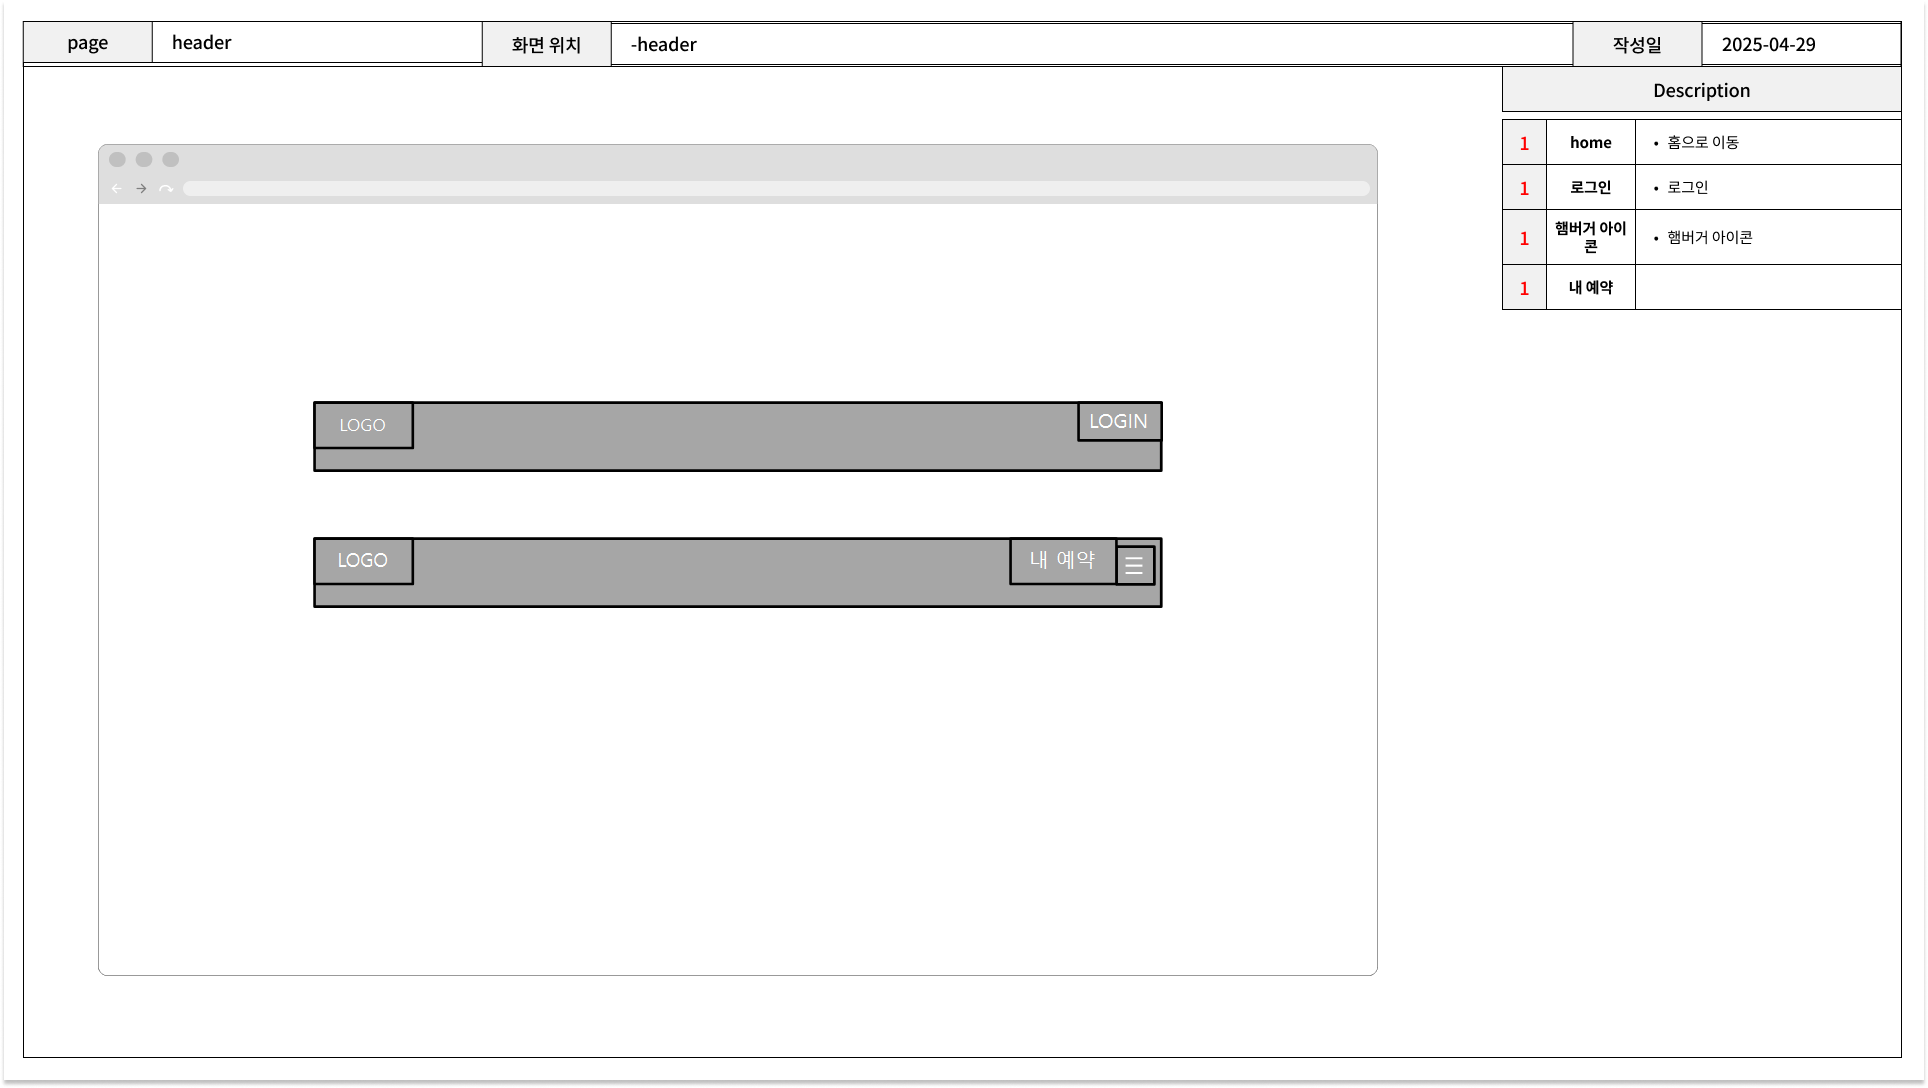 page header 화면 위치 -header 작성일 2025-04-29
Description
1 home • 홈으로 이동
1 로그인 • 로그인
1 햄버거 아이
콘 • 햄버거 아이콘
1 내 예약
LOGO LOGIN
LOGO 내 예약